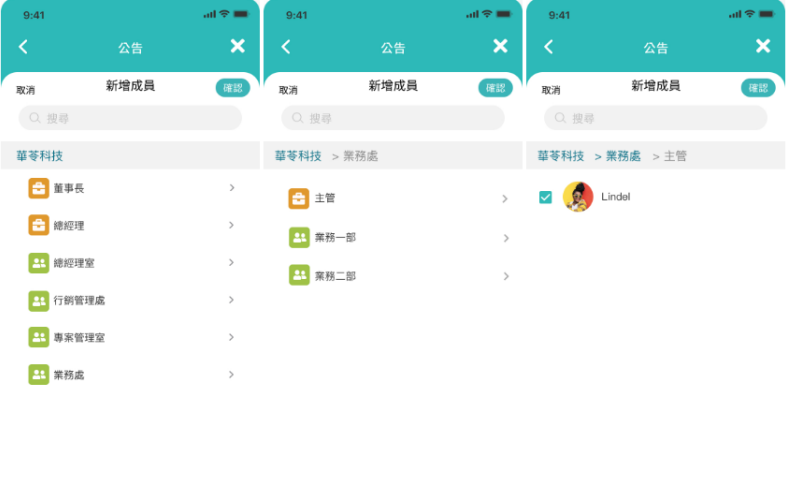 9:41
公告
取消 新增成員 確認
搜尋
華苓科技
董事長
總經理
總經理室
行銷管理處
專案管理室
業務處
9:41
公告
取消 新增成員 確認
搜尋
華苓科技 > 業務處
主管
業務一部
業務二部
9:41
公告
取消 新增成員 確認
搜尋
華苓科技 > 業務處 > 主管
Lindel